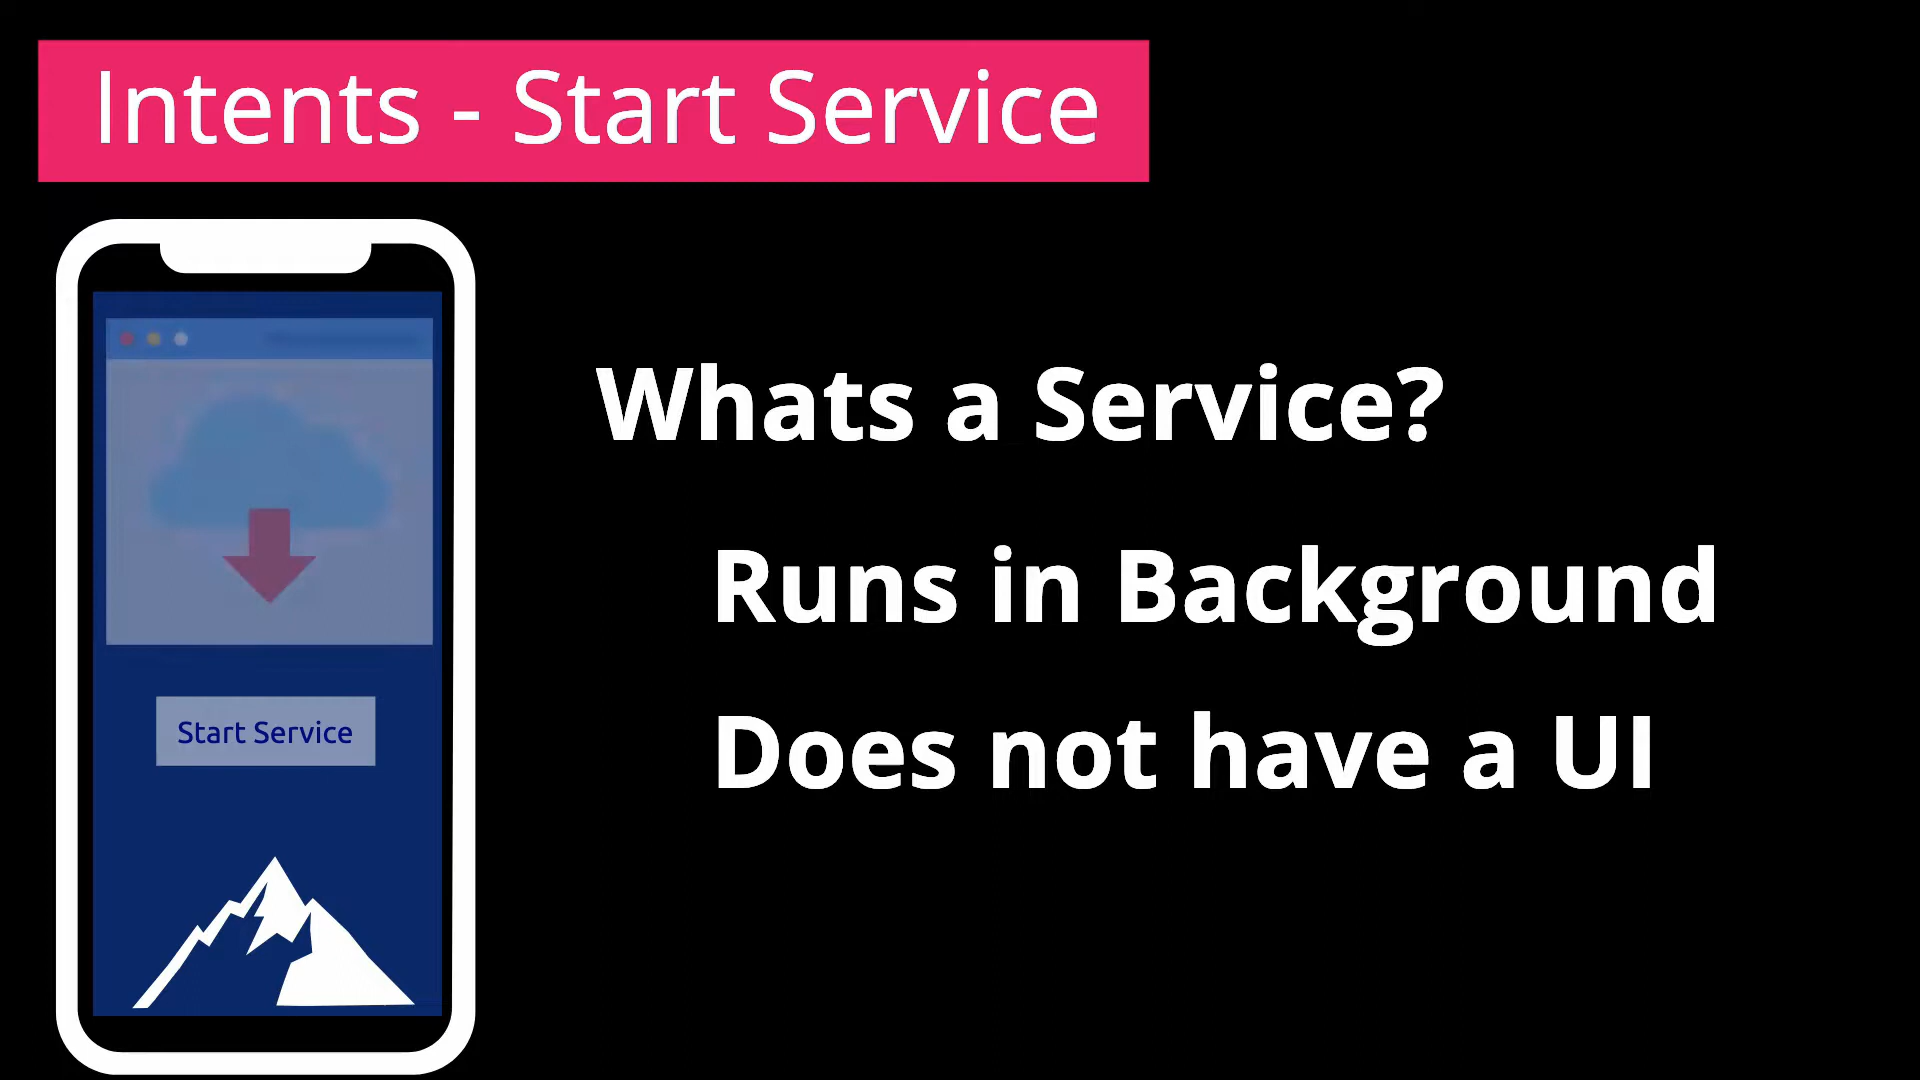 Intents - Start Service
Whats a Service?
Runs in Background
Does not have a UI
Start Service